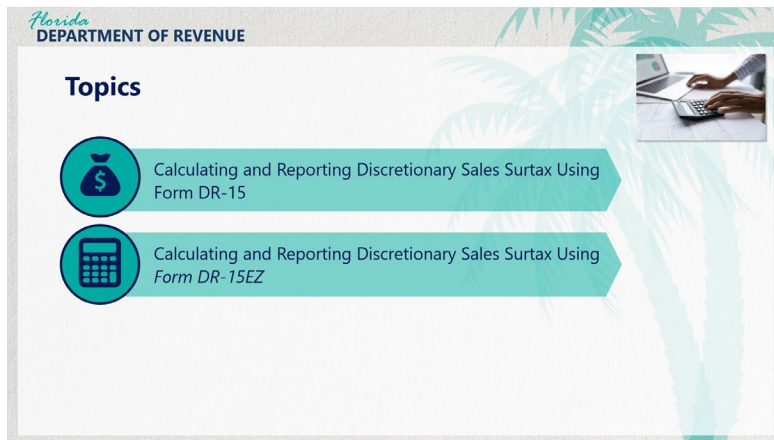 Florida
DEPARTMENT OF REVENUE
Topics
$
Calculating and Reporting Discretionary Sales Surtax Using
Form DR-15
Calculating and Reporting Discretionary Sales Surtax Using
Form DR-15EZ